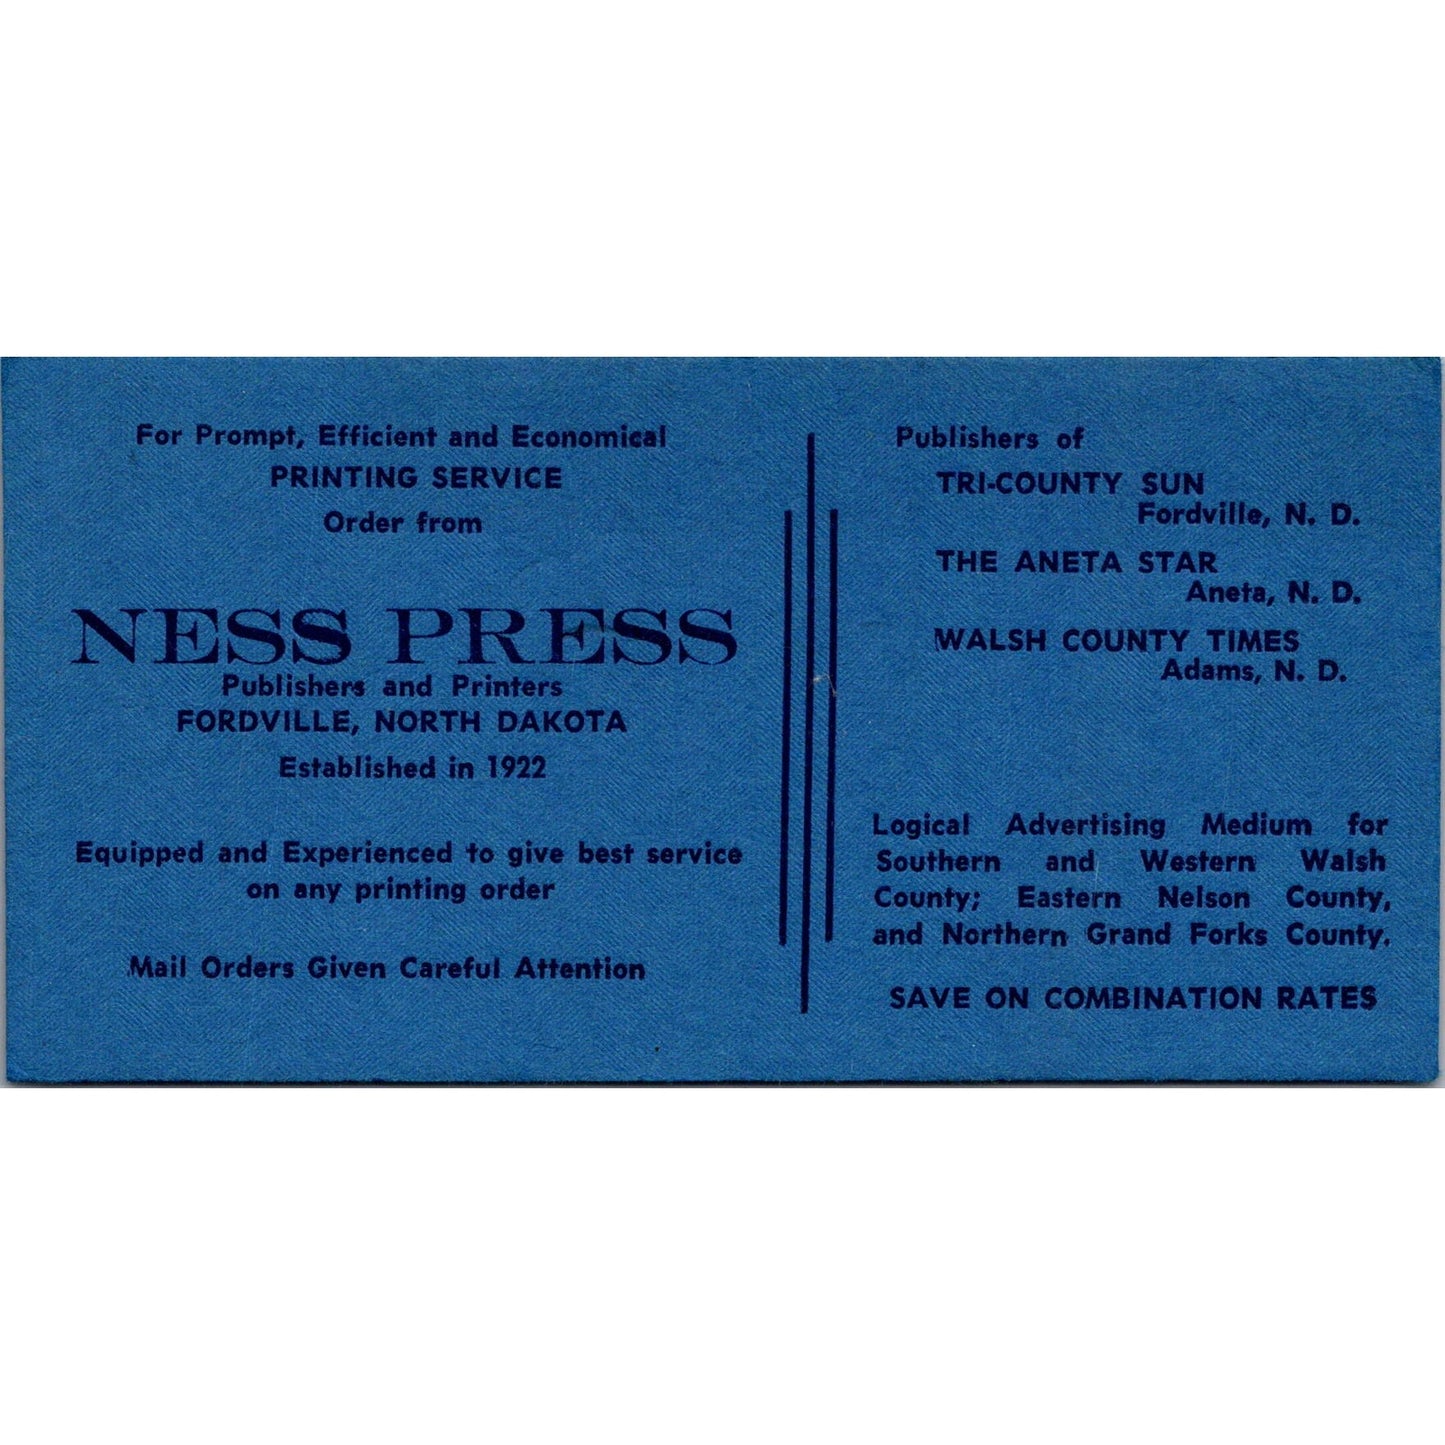 For Prompt, Efficient and Economical
PRINTING SERVICE
Order from
NESS PRESS
Publishers and Printers
FORDVILLE, NORTH DAKOTA
Established in 1922
Equipped and Experienced to give best service
on any printing order
Mail Orders Given Careful Attention
Publishers of
TRI-COUNTY SUN
Fordville, N. D.
THE ANETA STAR
Aneta, N. D.
WALSH COUNTY TIMES
Adams, N. D.
Logical Advertising Medium for
Southern and Western Walsh
County; Eastern Nelson County,
and Northern Grand Forks County.
SAVE ON COMBINATION RATES